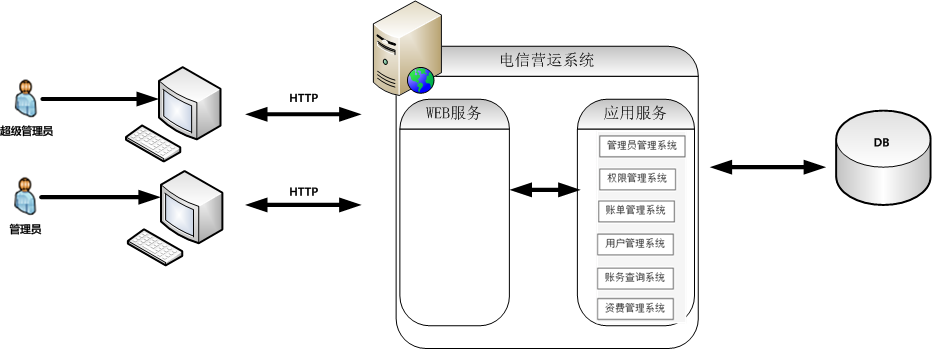 电信营运系统
HTTP
超级管理员
WEB服务
应用服务
管理员管理系统
DB
权限管理系统
HTTP
管理员
账单管理系统
用户管理系统
账务查询系统
资费管理系统